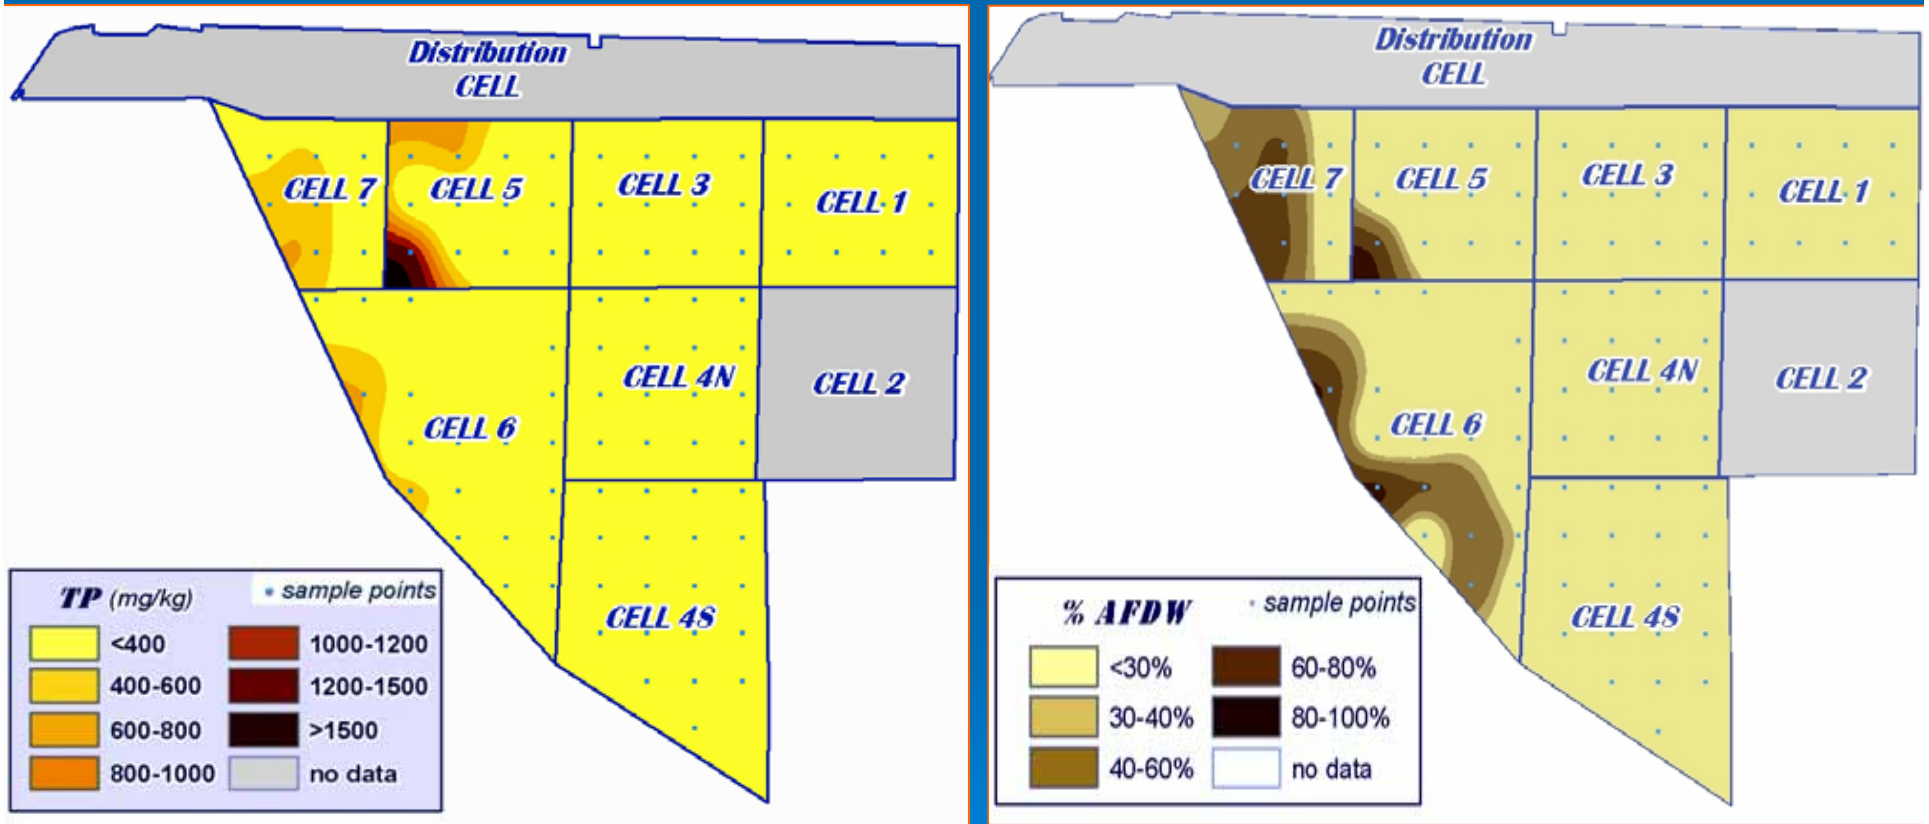 Distribution
CELL
CELL 7
CELL 5
CELL 3
CELL 1
CELL 4N
CELL 2
CELL 6
CELL 4S
TP (mg/kg)
sample points
<400
1000-1200
400-600
1200-1500
600-800
>1500
800-1000
no data
Distribution
CELL
CELL 7
CELL 5
CELL 3
CELL 1
CELL 4N
CELL 2
CELL 6
CELL 4S
% AFDW
sample points
<30%
60-80%
30-40%
80-100%
40-60%
no data